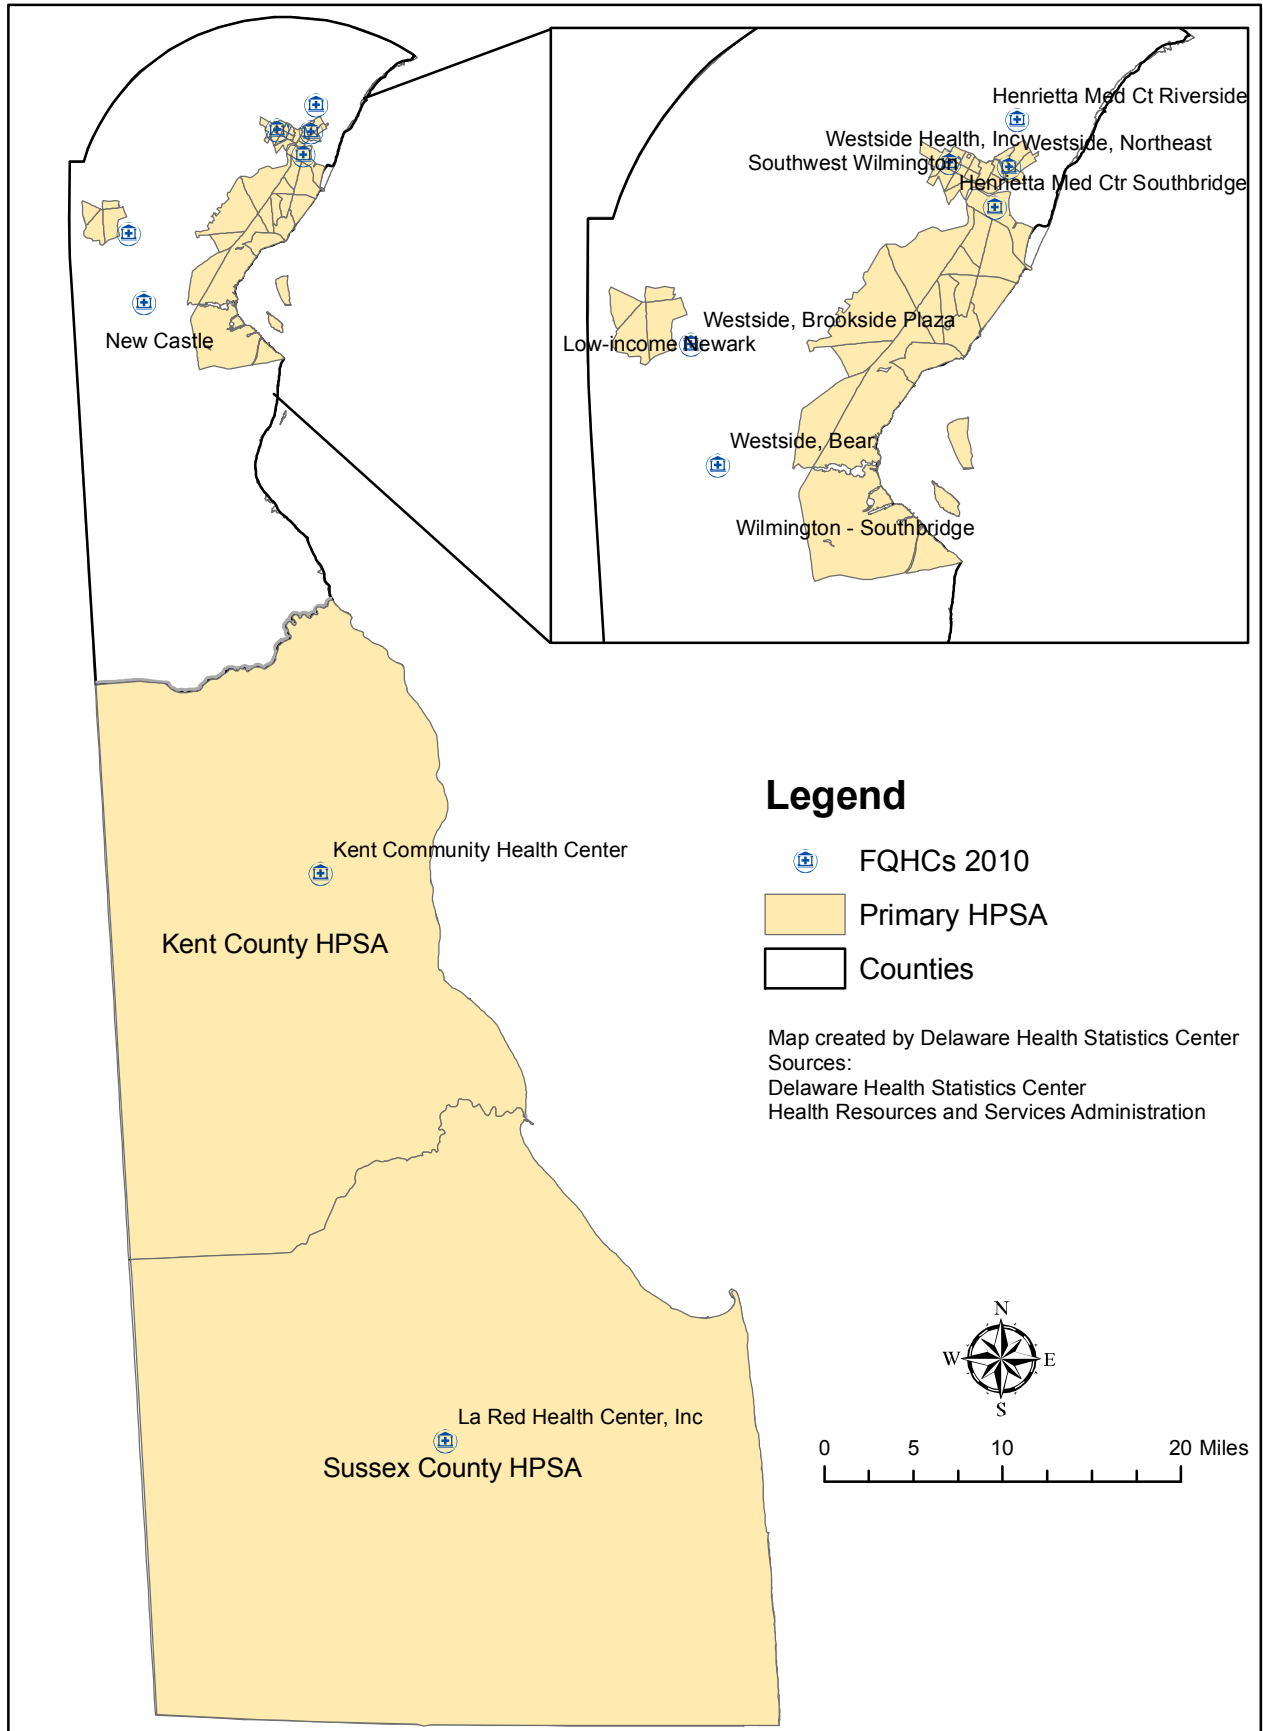 Henrietta Med Ct Riverside
Westside Health, Inc
Westside, Northeast
Southwest Wilmington
Henrietta Med Ctr Southbridge
Westside, Brookside Plaza
Low-income Newark
New Castle
Westside, Bear
Wilmington - Southbridge
Legend
FQHCs 2010
Primary HPSA
Counties
Kent Community Health Center
Kent County HPSA
Map created by Delaware Health Statistics Center
Sources:
Delaware Health Statistics Center
Health Resources and Services Administration
N
W E
S
La Red Health Center, Inc
Sussex County HPSA
0 5 10 20 Miles